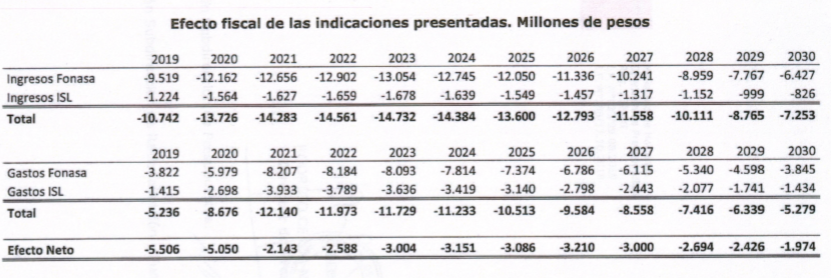 Efecto fiscal de las indicaciones presentadas. Millones de pesos
2019 2020 2021 2022 2023 2024 2025 2026 2027 2028 2029 2030
Ingresos Fonasa -9.519 -12.162 -12.656 -12.902 -13.054 -12.745 -12.050 -11.336 -10.241 -8.959 -7.767 -6.427
Ingresos ISL -1.224 -1.564 -1.627 -1.659 -1.678 -1.639 -1.549 -1.457 -1.317 -1.152 -999 -826
Total -10.742 -13.726 -14.283 -14.561 -14.732 -14.384 -13.600 -12.793 -11.558 -10.111 -8.765 -7.253
2019 2020 2021 2022 2023 2024 2025 2026 2027 2028 2029 2030
Gastos Fonasa -3.822 -5.979 -8.207 -8.184 -8.093 -7.814 -7.374 -6.786 -6.115 -5.340 -4.598 -3.845
Gastos ISL -1.415 -2.698 -3.933 -3.789 -3.636 -3.419 -3.140 -2.798 -2.443 -2.077 -1.741 -1.434
Total -5.236 -8.676 -12.140 -11.973 -11.729 -11.233 -10.513 -9.584 -8.558 -7.416 -6.339 -5.279
Efecto Neto -5.506 -5.050 -2.143 -2.588 -3.004 -3.151 -3.086 -3.210 -3.000 -2.694 -2.426 -1.974